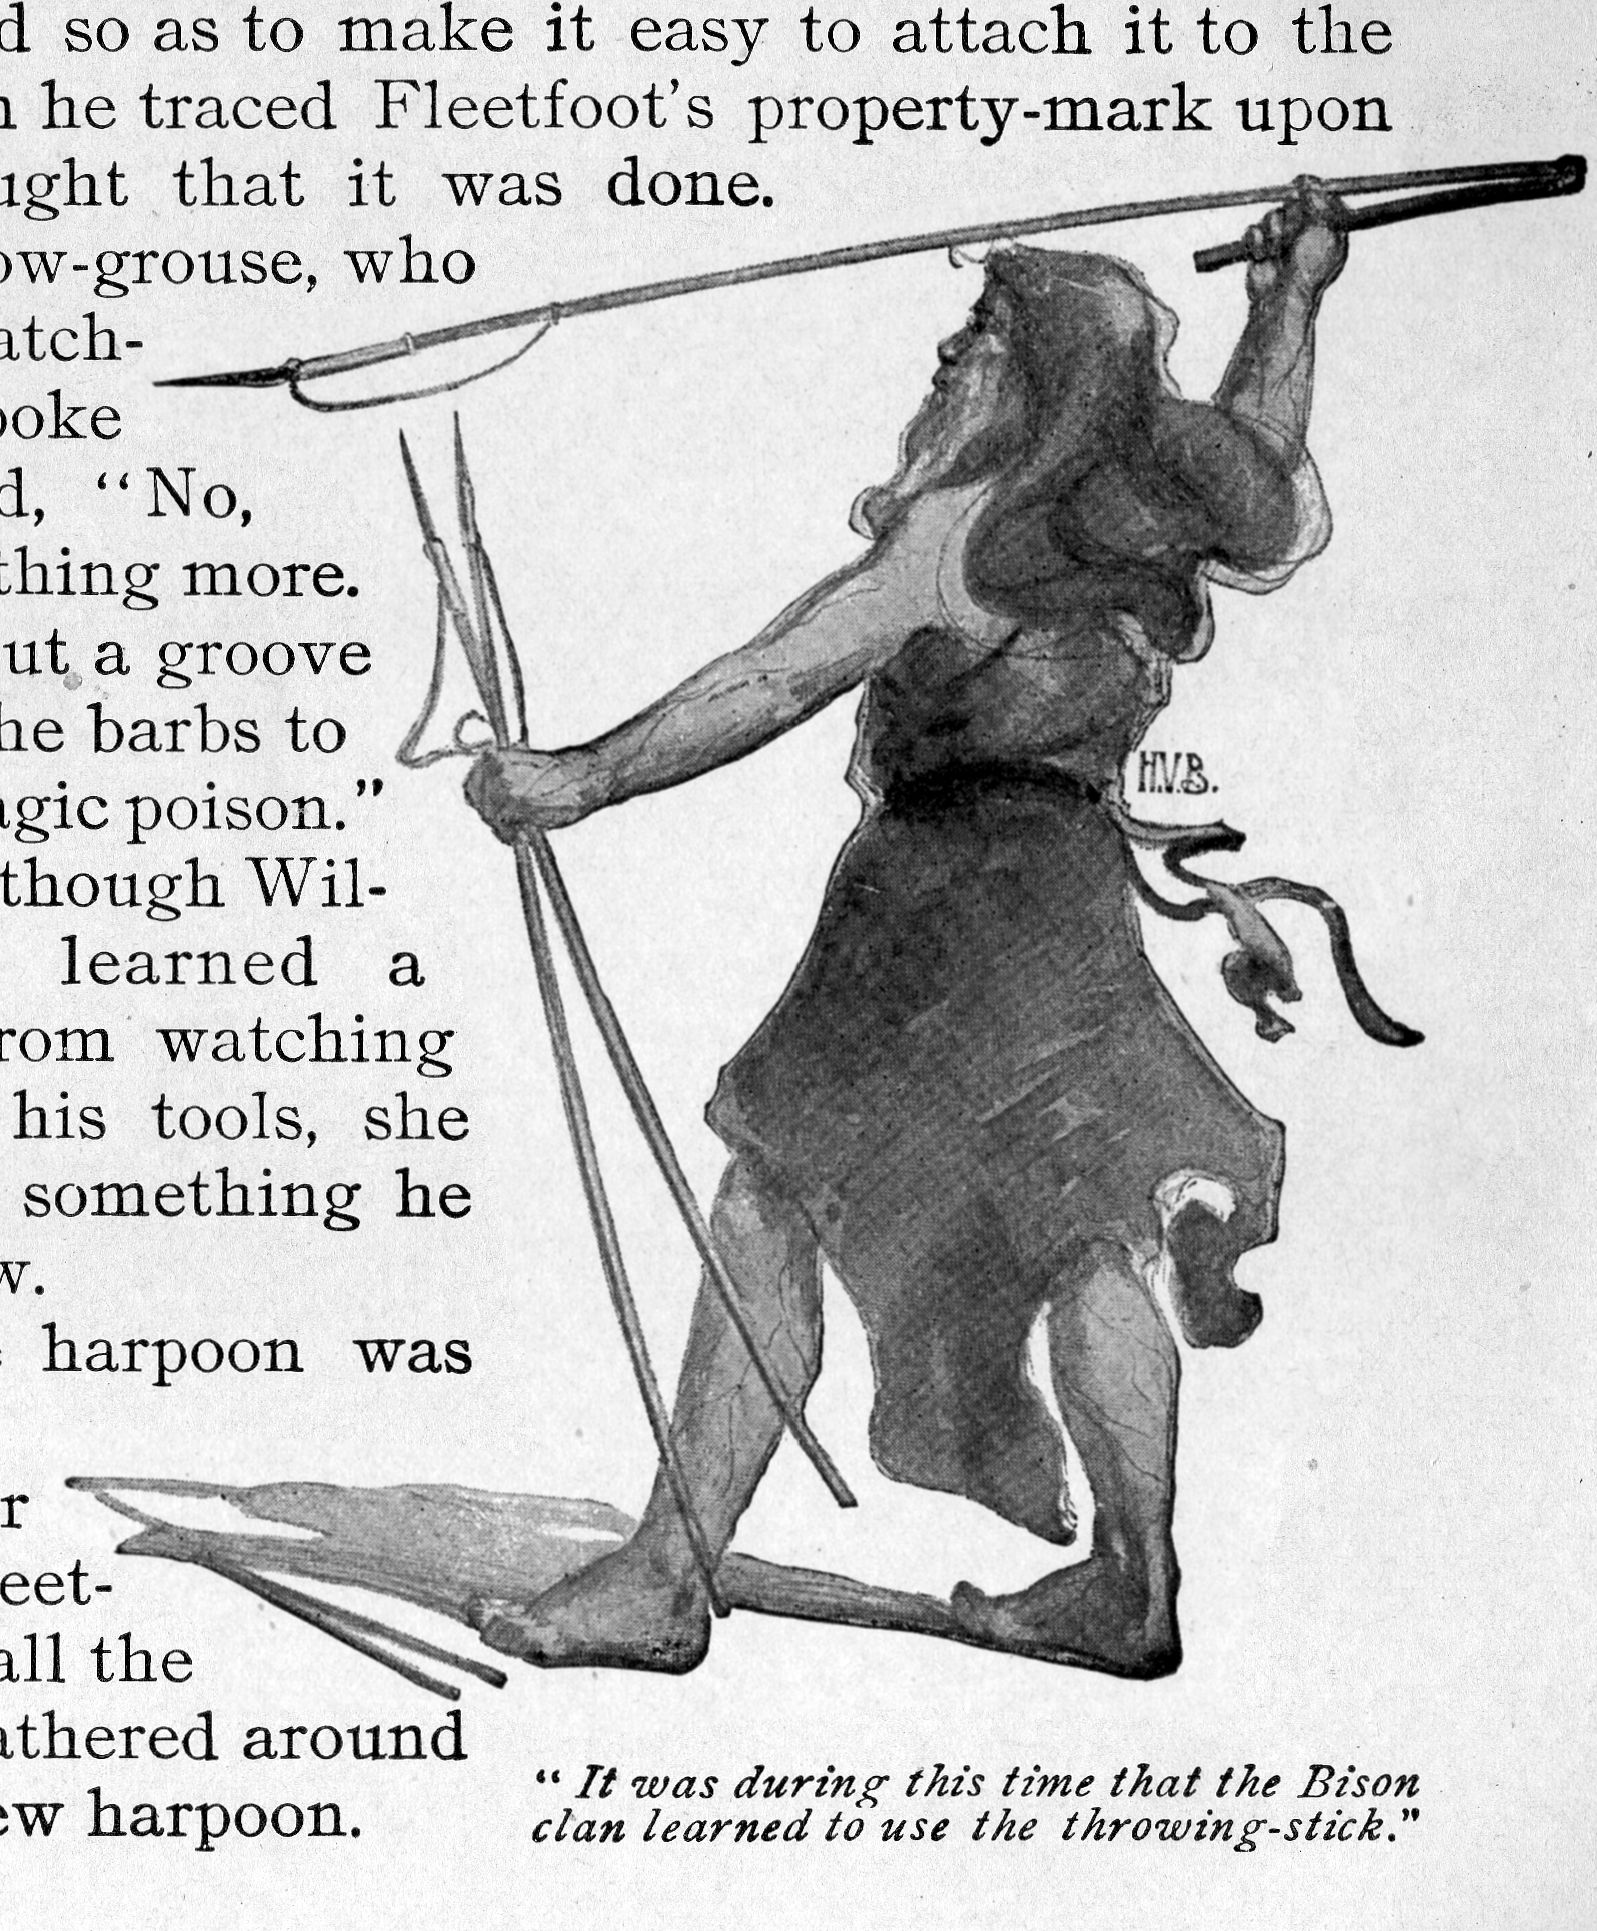 d so as to make it easy to attach it to the
n he traced Fleetfoot's property-mark upon
ught that it was done.
ow-grouse, who
atch-
ooke
d, “No,
thing more.
ut a groove
he barbs to
agic poison.”
though Wil-
learned a
rom watching
his tools, she
something he
w.
harpoon was
r
eet-
all the
athered around
ew harpoon.
H.V.B.
“It was during this time that the Bison
clan learned to use the throwing-stick.”